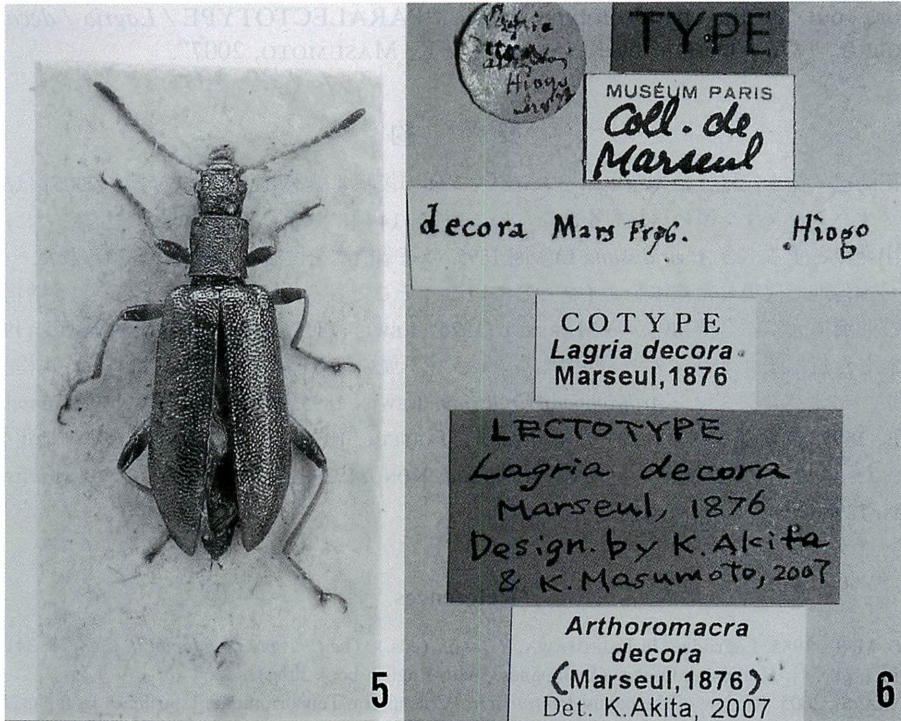 Hiogo
TYPE
MUSÉUM PARIS
Coll. de
Marseul
decora Mars Hiogo
COTYPE
Lagria decora
Marseul,1876
LECTOTYPE
Lagria decora
Marseul, 1876
Design. by K. Akita
& K. Masumoto, 2007
Arthoromacra
decora
(Marseul,1876)
Det. K.Akita, 2007
5
6